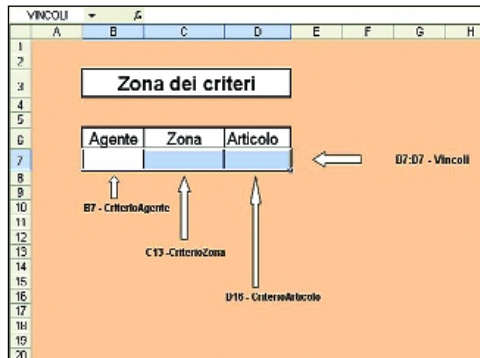 VINCOLI
A B C D E F G H
1
2
3 Zona dei criteri
4
5
6 Agente Zona Articolo
7 B7:D7 - Vincoli
8
9
10 B7 - CriterioAgente
11
12
13 C13 -CriterioZona
14
15
16 D16 - CriterioArticolo
17
18
19
20